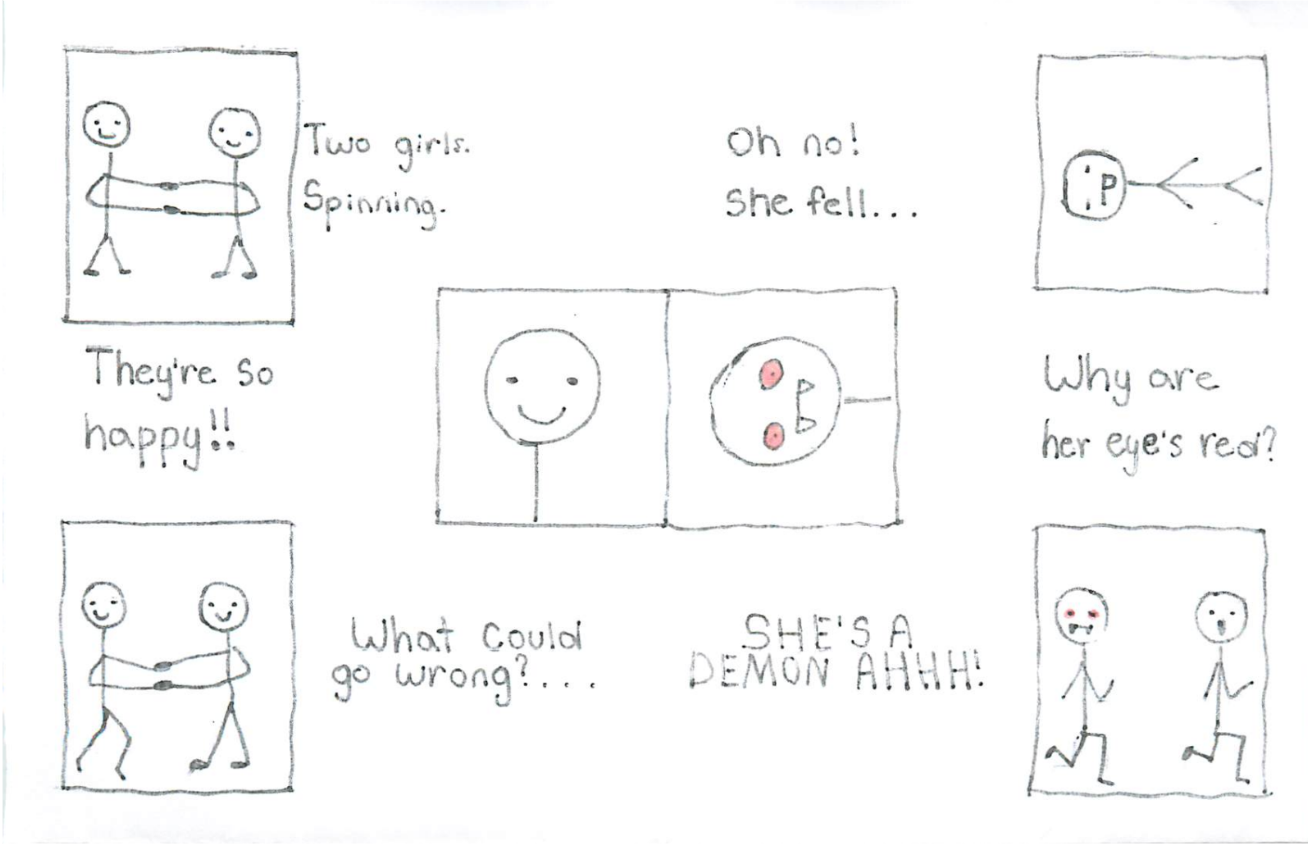 Two girls.
Spinning.
They're so
happy!!
What could
go wrong?....
Oh no!
She fell...
Why are
her eye's red?
SHE'S A
DEMON AHHH!